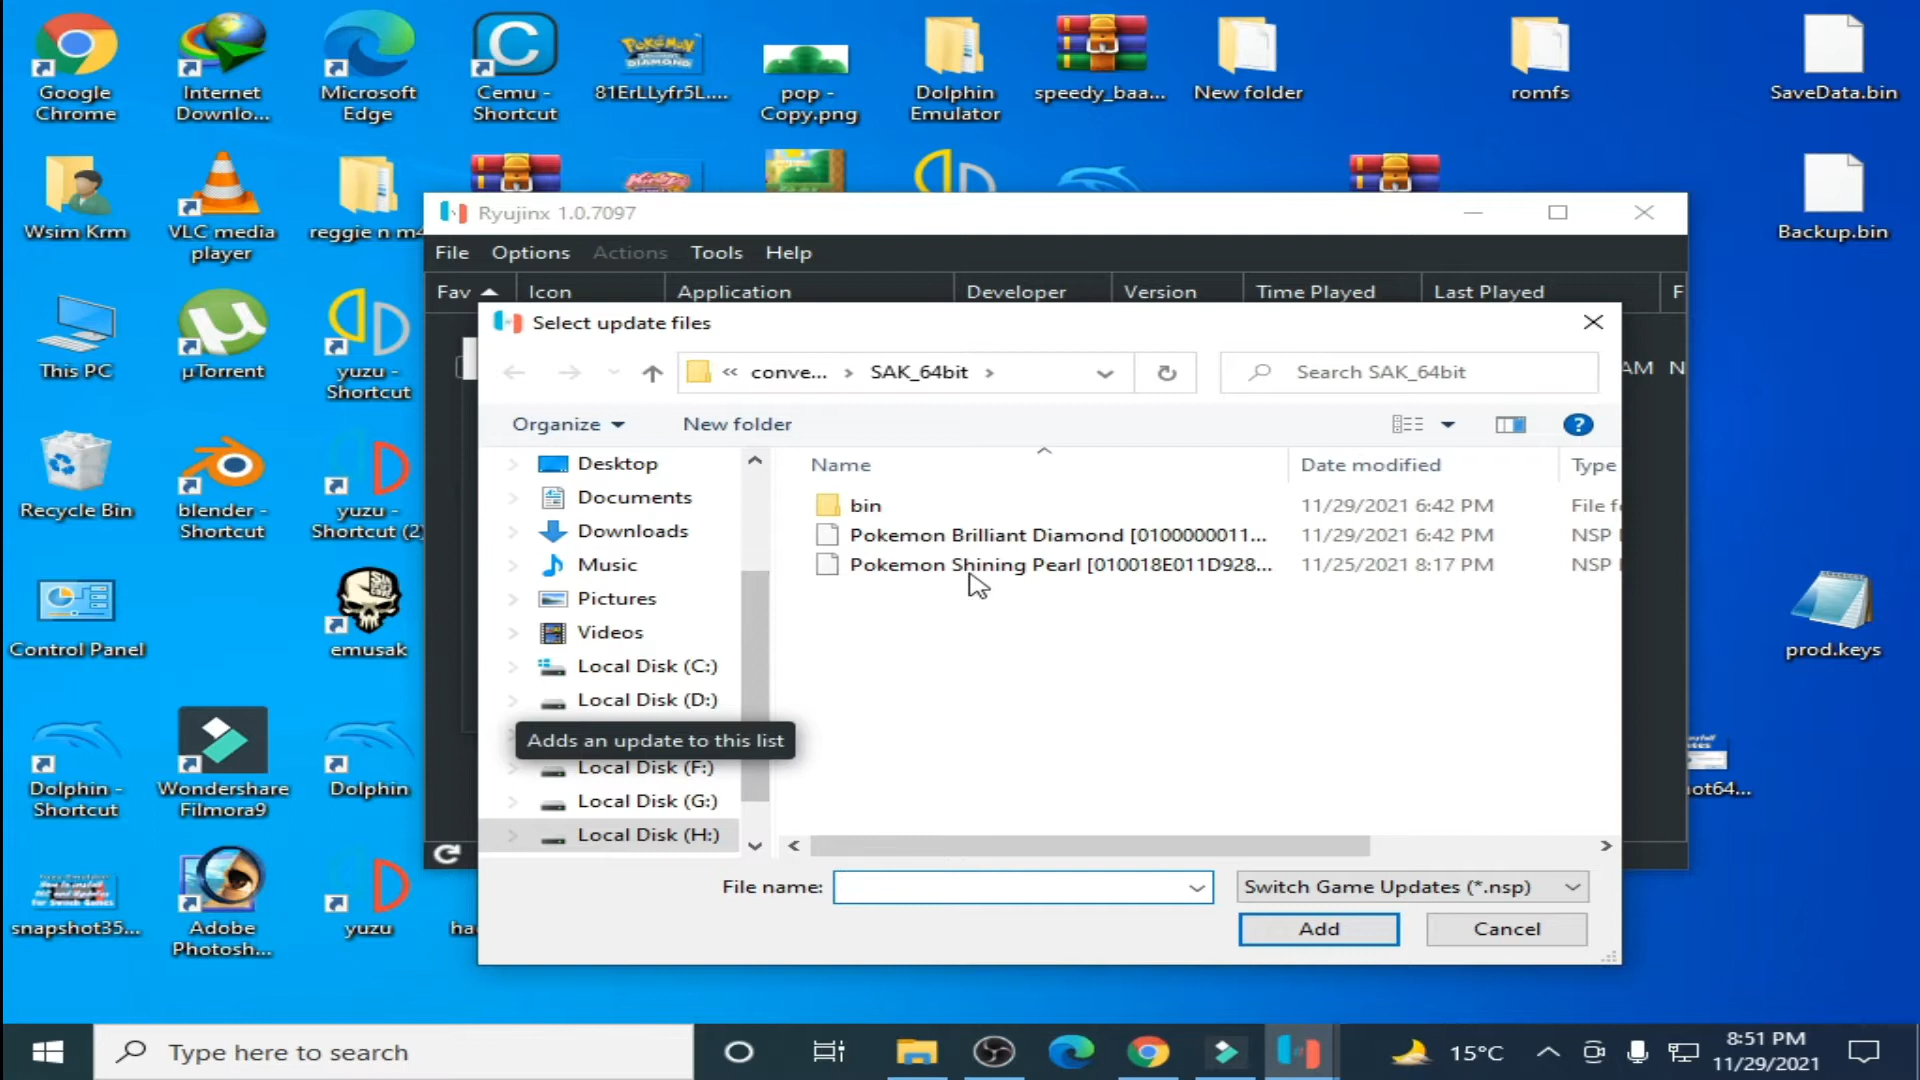 Google
Chrome
Internet
Downlo...
Microsoft
Edge
Cemu -
Shortcut
81ErLLyfr5L....
pop -
Copy.png
Dolphin
Emulator
speedy_baa...
New folder
romfs
SaveData.bin
Wsim Krm
VLC media
player
reggie n m4
Backup.bin
This PC
µTorrent
yuzu -
Shortcut
Recycle Bin
blender -
Shortcut
yuzu -
Shortcut (2)
Control Panel
emusak
prod.keys
Dolphin -
Shortcut
Wondershare
Filmora9
Dolphin
ot64...
snapshot35...
Adobe
Photosh...
yuzu
ha
Ryujinx 1.0.7097
File Options Actions Tools Help
Fav Icon Application Developer Version Time Played Last Played F
AM N
Select update files
« conve... › SAK_64bit ›
Search SAK_64bit
Organize New folder
Desktop
Documents
Downloads
Music
Pictures
Videos
Local Disk (C:)
Local Disk (D:)
Adds an update to this list
Local Disk (F:)
Local Disk (G:)
Local Disk (H:)
Name Date modified Type
bin 11/29/2021 6:42 PM File f
Pokemon Brilliant Diamond [0100000011... 11/29/2021 6:42 PM NSP
Pokemon Shining Pearl [010018E011D928... 11/25/2021 8:17 PM NSP
File name:
Switch Game Updates (*.nsp)
Add Cancel
Type here to search
15°C
8:51 PM
11/29/2021